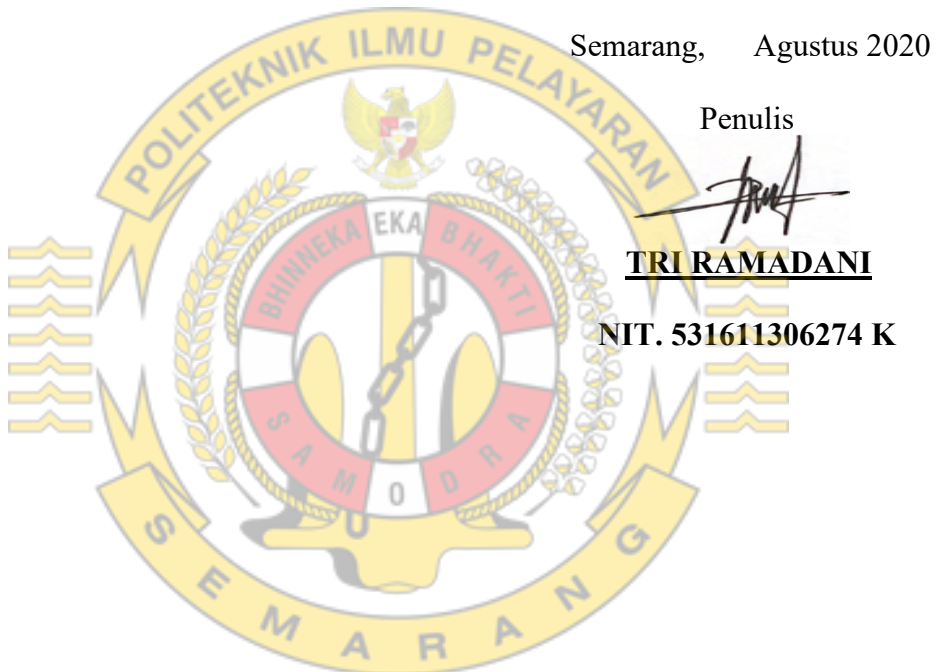 POLITEKNIK ILMU PELAYARAN
Semarang, Agustus 2020
Penulis
TRI RAMADANI
NIT. 531611306274 K
BHINNEKA EKA BHAKTI
SAMODRA
SEMARANG